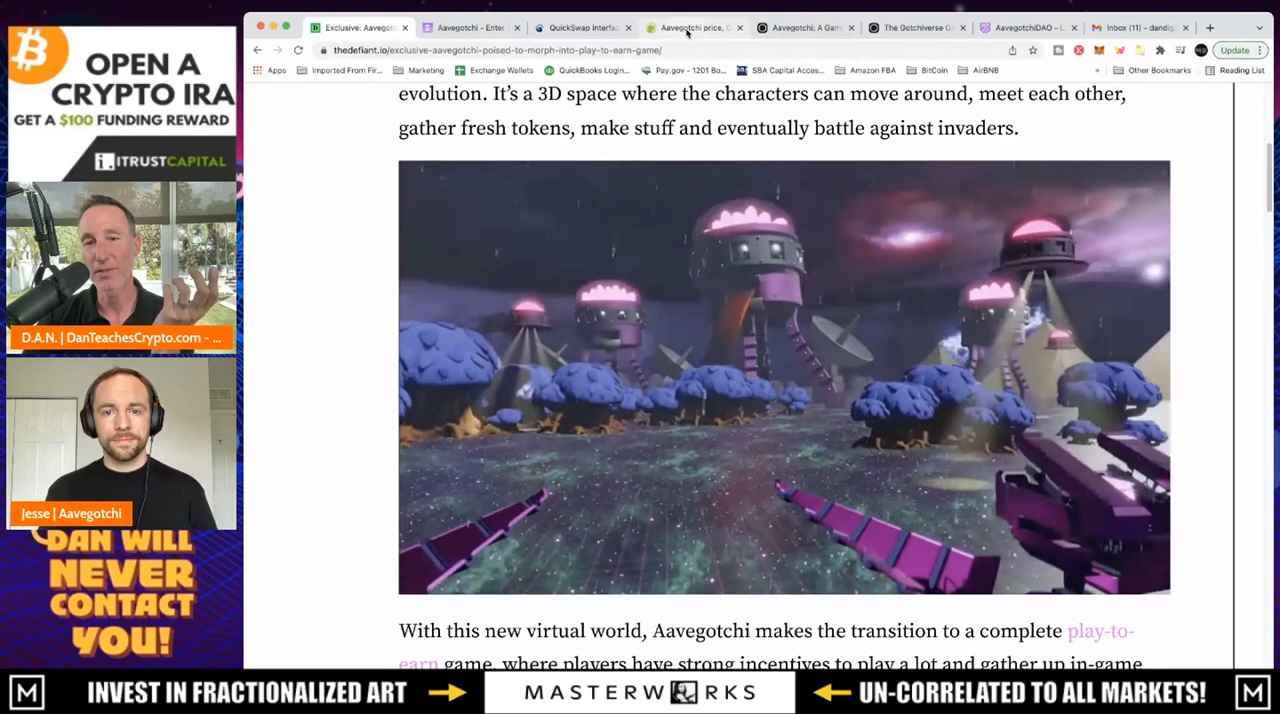 OPEN A
CRYPTO IRA
GET A $100 FUNDING REWARD
ITRUSTCAPITAL
D.A.N. | DanTeachesCrypto.com - ...
Jesse | Aavegotchi
DAN WILL
NEVER
CONTACT
YOU!
Exclusive: Aavegot
Aavegotchi - Enter
QuickSwap Interfac
Aavegotchi price,
Aavegotchi: A Gam
The Gotchiverse G
AavegotchiDAO - L
Inbox (11) - dandig
thedefiant.io/exclusive-aavegotchi-poised-to-morph-into-play-to-earn-game/
Update
Apps
Imported From Fir...
Marketing
Exchange Wallets
QuickBooks Login...
Pay.gov - 1201 Bo...
SBA Capital Acces...
Amazon FBA
BitCoin
AirBNB
»
Other Bookmarks
Reading List
evolution. It’s a 3D space where the characters can move around, meet each other,
gather fresh tokens, make stuff and eventually battle against invaders.
With this new virtual world, Aavegotchi makes the transition to a complete play-to-
earn game, where players have strong incentives to play a lot and gather up in-game
M
INVEST IN FRACTIONALIZED ART
MASTERWORKS
UN-CORRELATED TO ALL MARKETS!
M